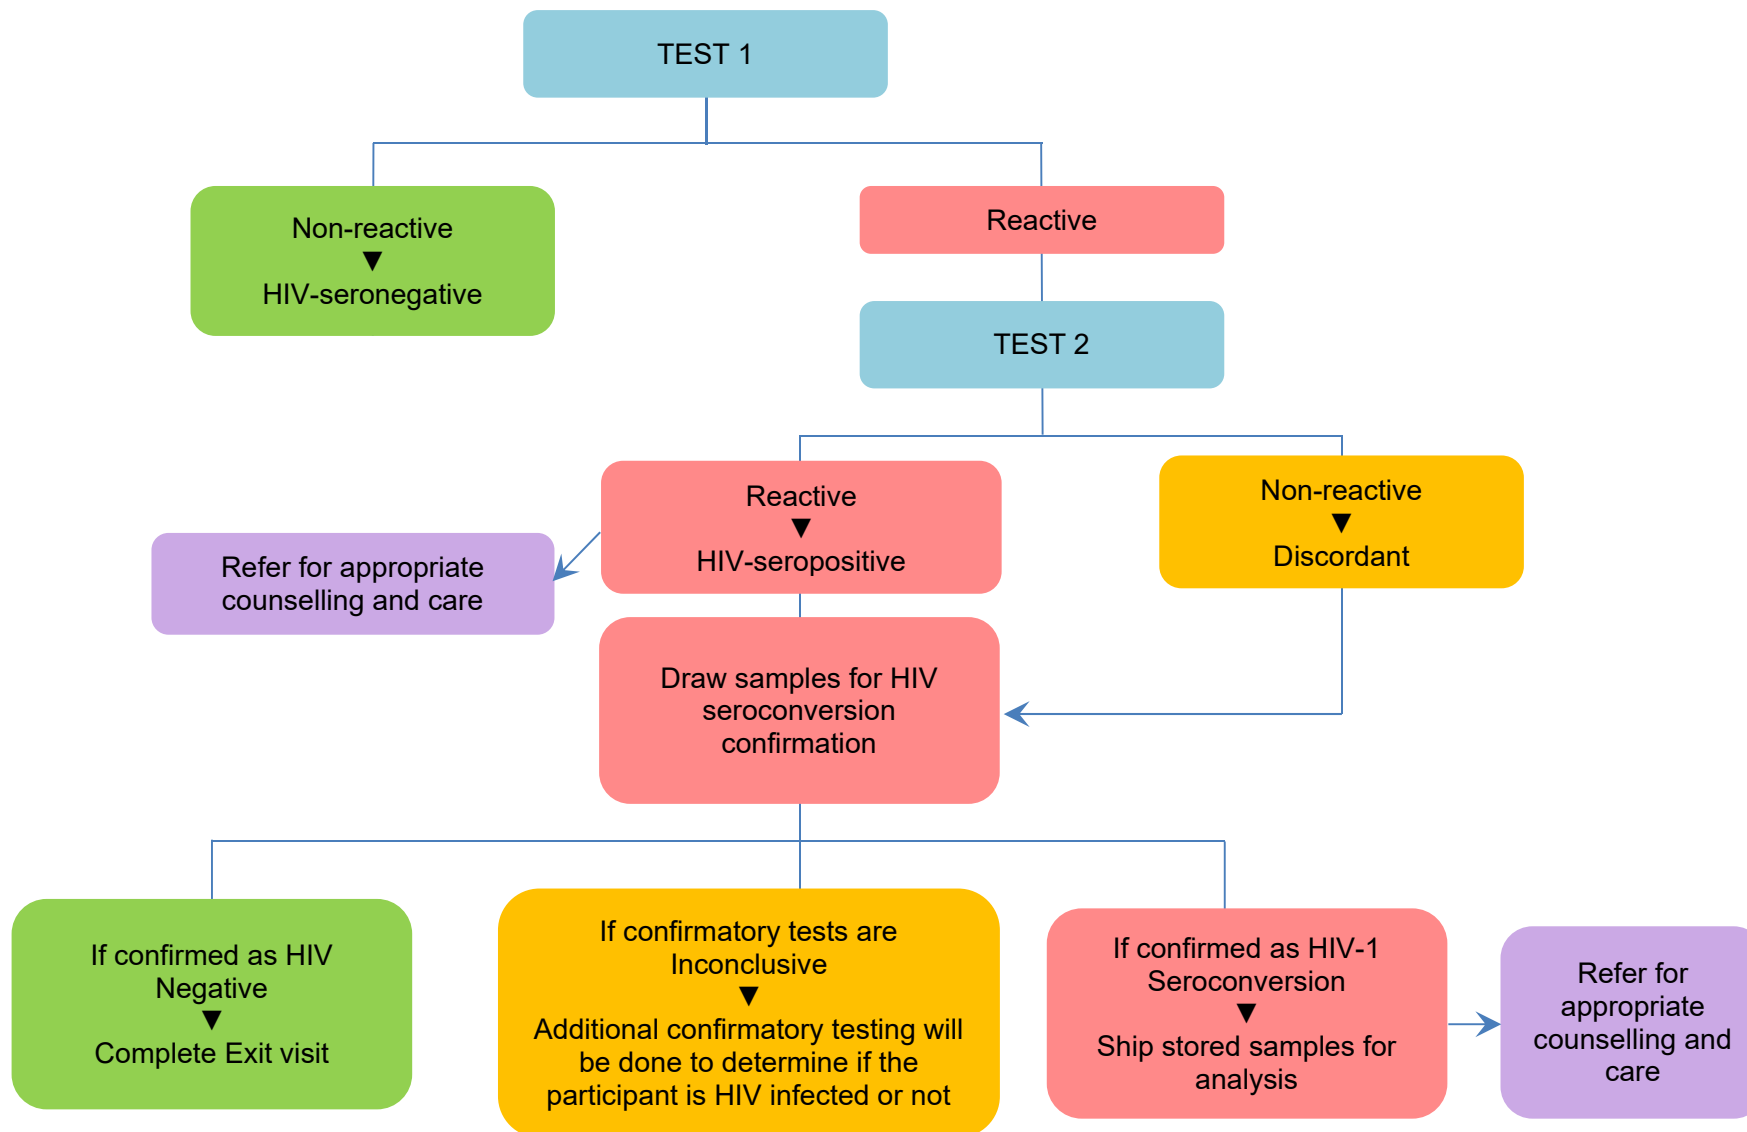 TEST 1
Non-reactive
▼
HIV-seronegative
Reactive
TEST 2
Reactive
▼
HIV-seropositive
Non-reactive
▼
Discordant
Refer for appropriate
counselling and care
Draw samples for HIV
seroconversion
confirmation
If confirmed as HIV
Negative
▼
Complete Exit visit
If confirmatory tests are
Inconclusive
▼
Additional confirmatory testing will
be done to determine if the
participant is HIV infected or not
If confirmed as HIV-1
Seroconversion
▼
Ship stored samples for
analysis
Refer for
appropriate
counselling and
care